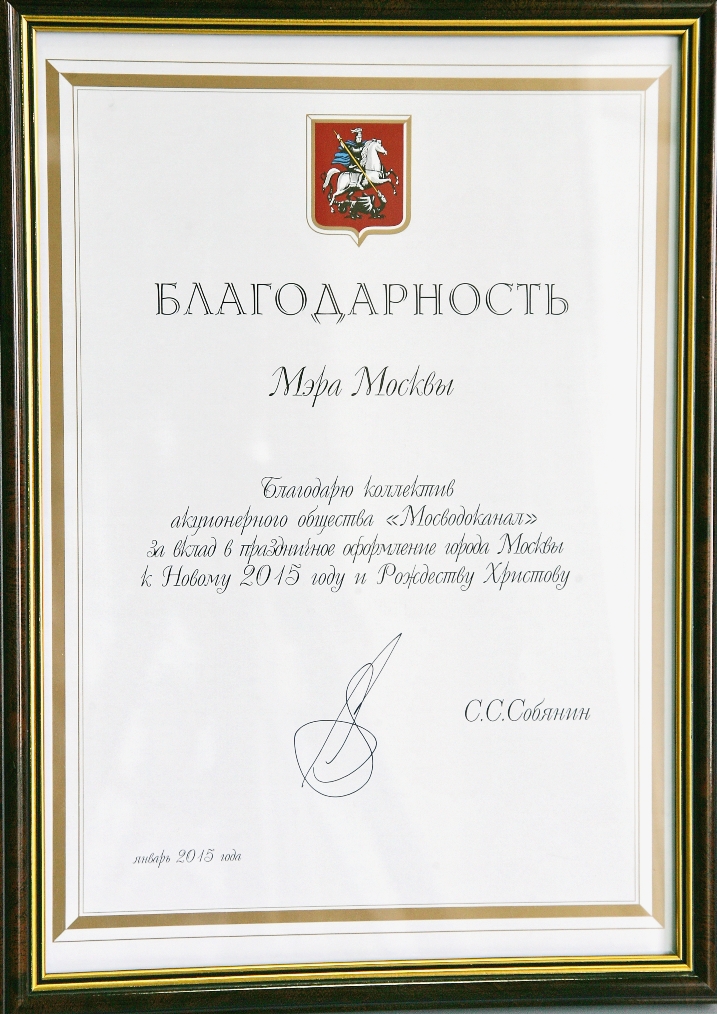 БЛАГОДАРНОСТЬ
Мэра Москвы
Благодарю коллектив
акционерного общества «Мосводоканал»
за вклад в праздничное оформление города Москвы
к Новому 2015 году и Рождеству Христову
С.С.Собянин
январь 2015 года